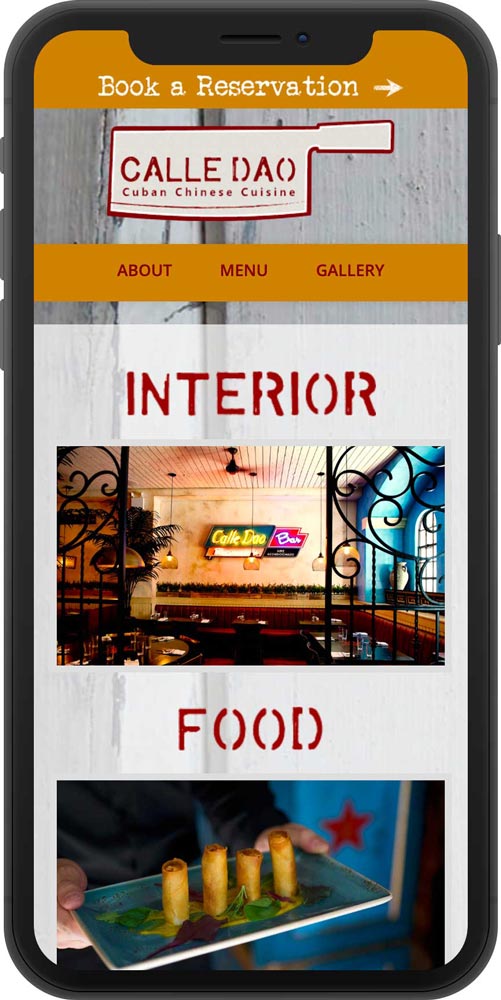 Book a Reservation →
CALLE DAO
Cuban Chinese Cuisine
ABOUT MENU GALLERY
INTERIOR
Calle Dao Bar
FOOD